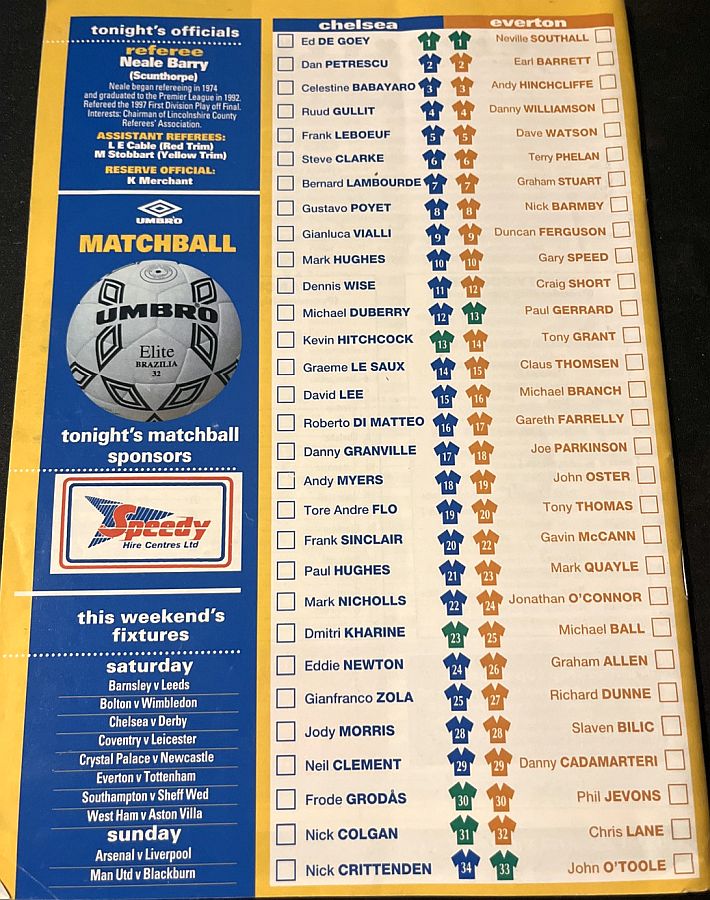 tonight's officials
referee
Neale Barry
(Scunthorpe)
Neale began refereeing in 1974
and graduated to the Premier League in 1992.
Refereed the 1997 First Division Play off Final.
Interests: Chairman of Lincolnshire County
Referees' Association.
ASSISTANT REFEREES:
L E Cable (Red Trim)
M Stobbart (Yellow Trim)
RESERVE OFFICIAL:
K Merchant
UMBRO
MATCHBALL
UMBRO
Elite
BRAZILIA
32
tonight's matchball
sponsors
Speedy
Hire Centres Ltd
this weekend's
fixtures
saturday
Barnsley v Leeds
Bolton v Wimbledon
Chelsea v Derby
Coventry v Leicester
Crystal Palace v Newcastle
Everton v Tottenham
Southampton v Sheff Wed
West Ham v Aston Villa
sunday
Arsenal v Liverpool
Man Utd v Blackburn
chelsea everton
Ed DE GOEY 1 1 Neville SOUTHALL
Dan PETRESCU 2 2 Earl BARRETT
Celestine BABAYARO 3 3 Andy HINCHCLIFFE
Ruud GULLIT 4 4 Danny WILLIAMSON
Frank LEBOEUF 5 5 Dave WATSON
Steve CLARKE 6 6 Terry PHELAN
Bernard LAMBOURDE 7 7 Graham STUART
Gustavo POYET 8 8 Nick BARMBY
Gianluca VIALLI 9 9 Duncan FERGUSON
Mark HUGHES 10 10 Gary SPEED
Dennis WISE 11 12 Craig SHORT
Michael DUBERRY 12 13 Paul GERRARD
Kevin HITCHCOCK 13 14 Tony GRANT
Graeme LE SAUX 14 15 Claus THOMSEN
David LEE 15 16 Michael BRANCH
Roberto DI MATTEO 16 17 Gareth FARRELLY
Danny GRANVILLE 17 18 Joe PARKINSON
Andy MYERS 18 19 John OSTER
Tore Andre FLO 19 20 Tony THOMAS
Frank SINCLAIR 20 22 Gavin McCANN
Paul HUGHES 21 23 Mark QUAYLE
Mark NICHOLLS 22 24 Jonathan O'CONNOR
Dmitri KHARINE 23 25 Michael BALL
Eddie NEWTON 24 26 Graham ALLEN
Gianfranco ZOLA 25 27 Richard DUNNE
Jody MORRIS 28 28 Slaven BILIC
Neil CLEMENT 29 29 Danny CADAMARTERI
Frode GRODÅS 30 30 Phil JEVONS
Nick COLGAN 31 32 Chris LANE
Nick CRITTENDEN 34 33 John O'TOOLE